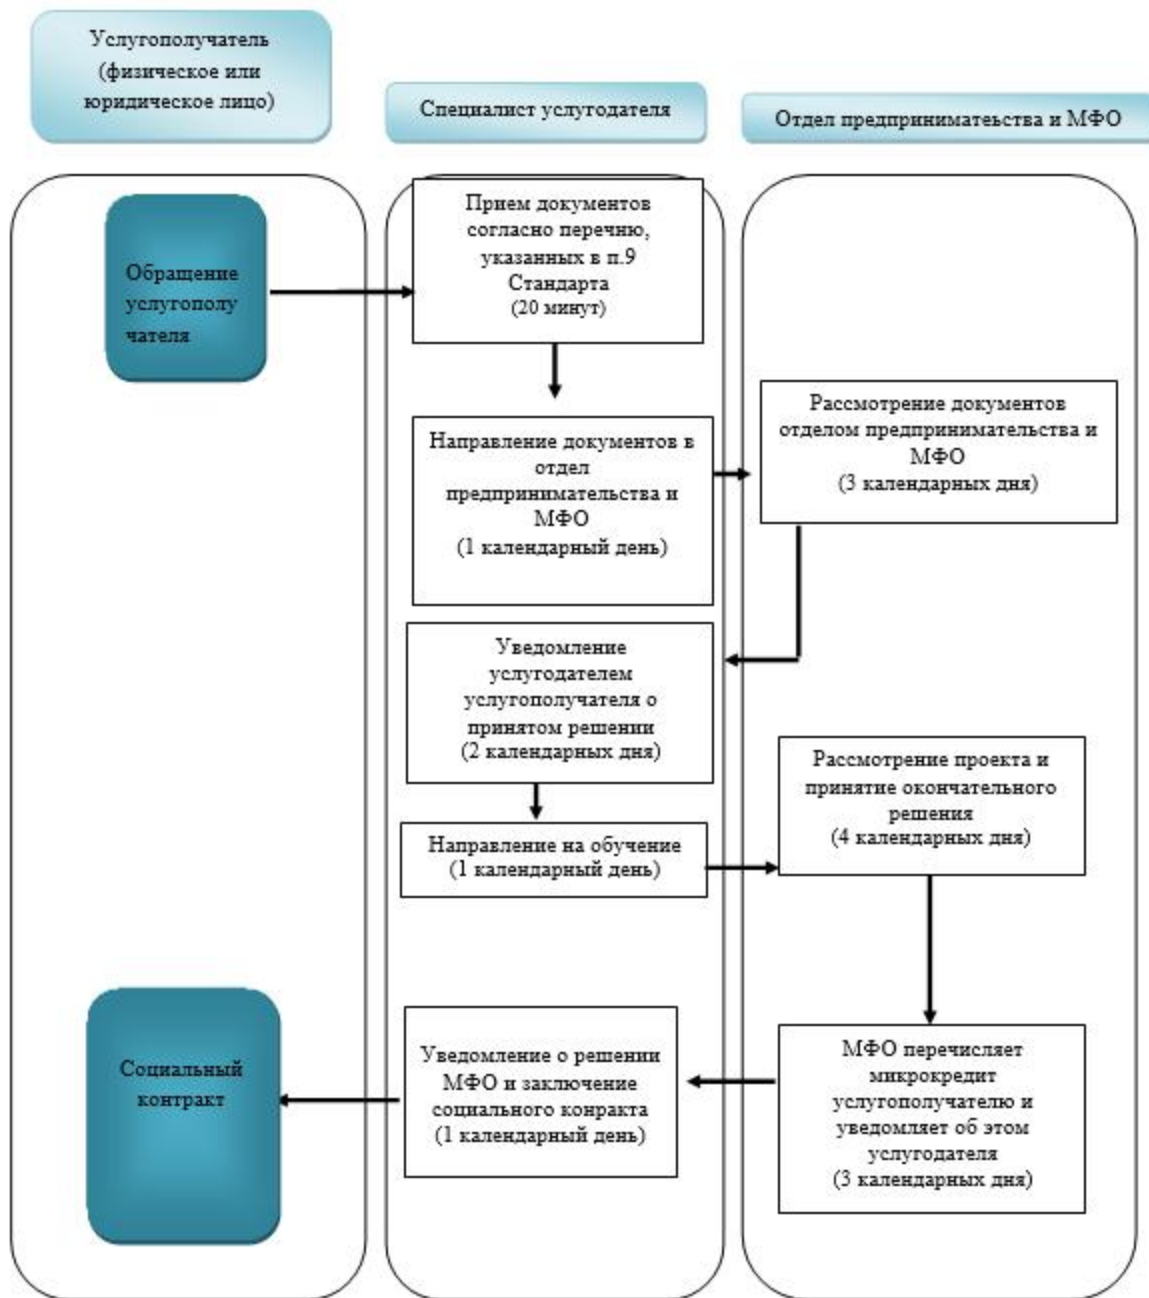 Услугополучатель
(физическое или
юридическое лицо)
Специалист услугодателя
Отдел предприниматеьства и МФО
Обращение
услугополу
чателя
Прием документов
согласно перечню,
указанных в п.9
Стандарта
(20 минут)
Направление документов в
отдел
предпринимательства и
МФО
(1 календарный день)
Рассмотрение документов
отделом предпринимательства и
МФО
(3 календарных дня)
Уведомление
услугодателем
услугополучателя о
принятом решении
(2 календарных дня)
Направление на обучение
(1 календарный день)
Рассмотрение проекта и
принятие окончательного
решения
(4 календарных дня)
МФО перечисляет
микрокредит
услугополучателю и
уведомляет об этом
услугодателя
(3 календарных дня)
Уведомление о решении
МФО и заключение
социального конракта
(1 календарный день)
Социальный
контракт